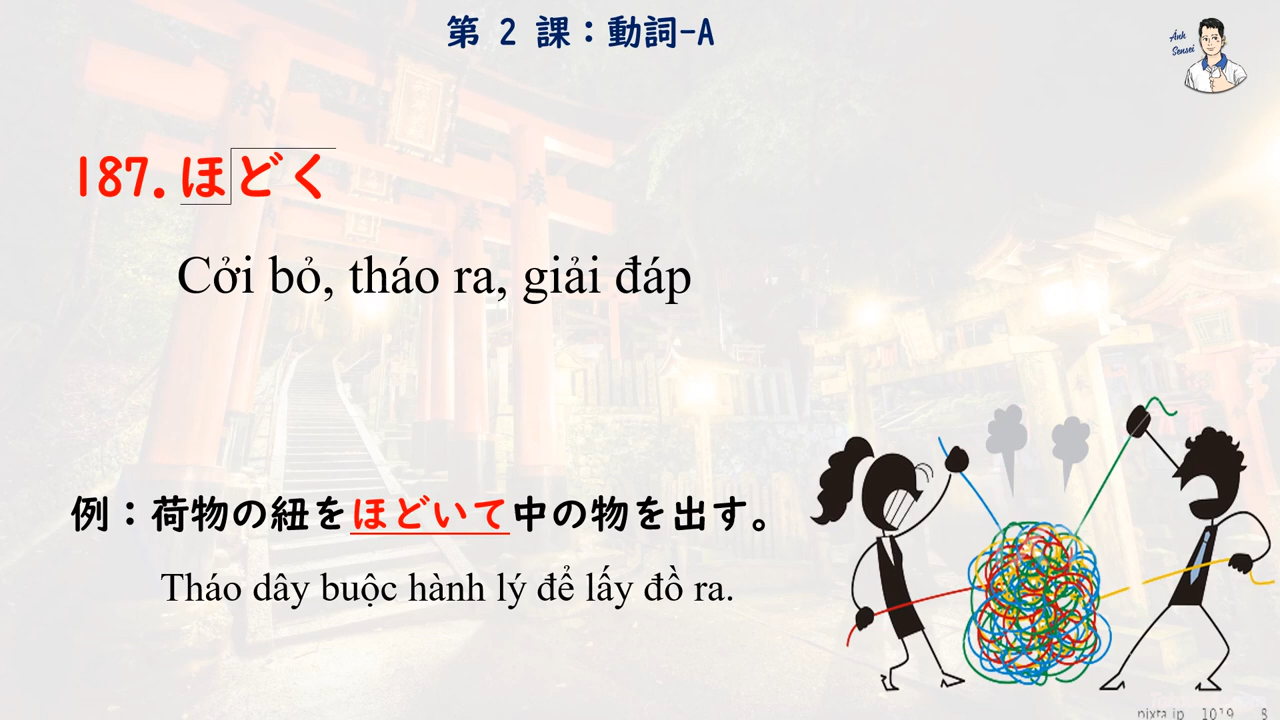 第 2 課：動詞-A
Ánh
Sensei
187. ほどく
Cởi bỏ, tháo ra, giải đáp
例：荷物の紐をほどいて中の物を出す。
Tháo dây buộc hành lý để lấy đồ ra.